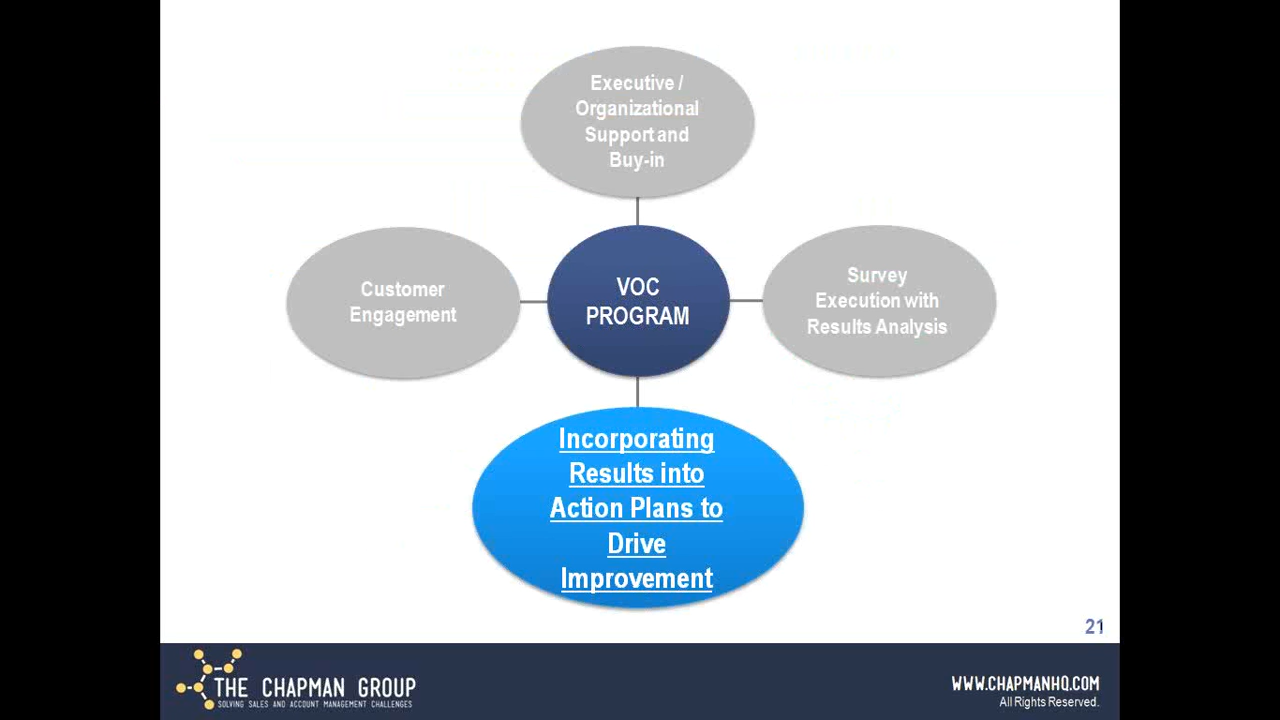 Executive /
Organizational
Support and
Buy-in
Customer
Engagement
VOC
PROGRAM
Survey
Execution with
Results Analysis
Incorporating
Results into
Action Plans to
Drive
Improvement
21
THE CHAPMAN GROUP
SOLVING SALES AND ACCOUNT MANAGEMENT CHALLENGES
WWW.CHAPMANHQ.COM
All Rights Reserved.